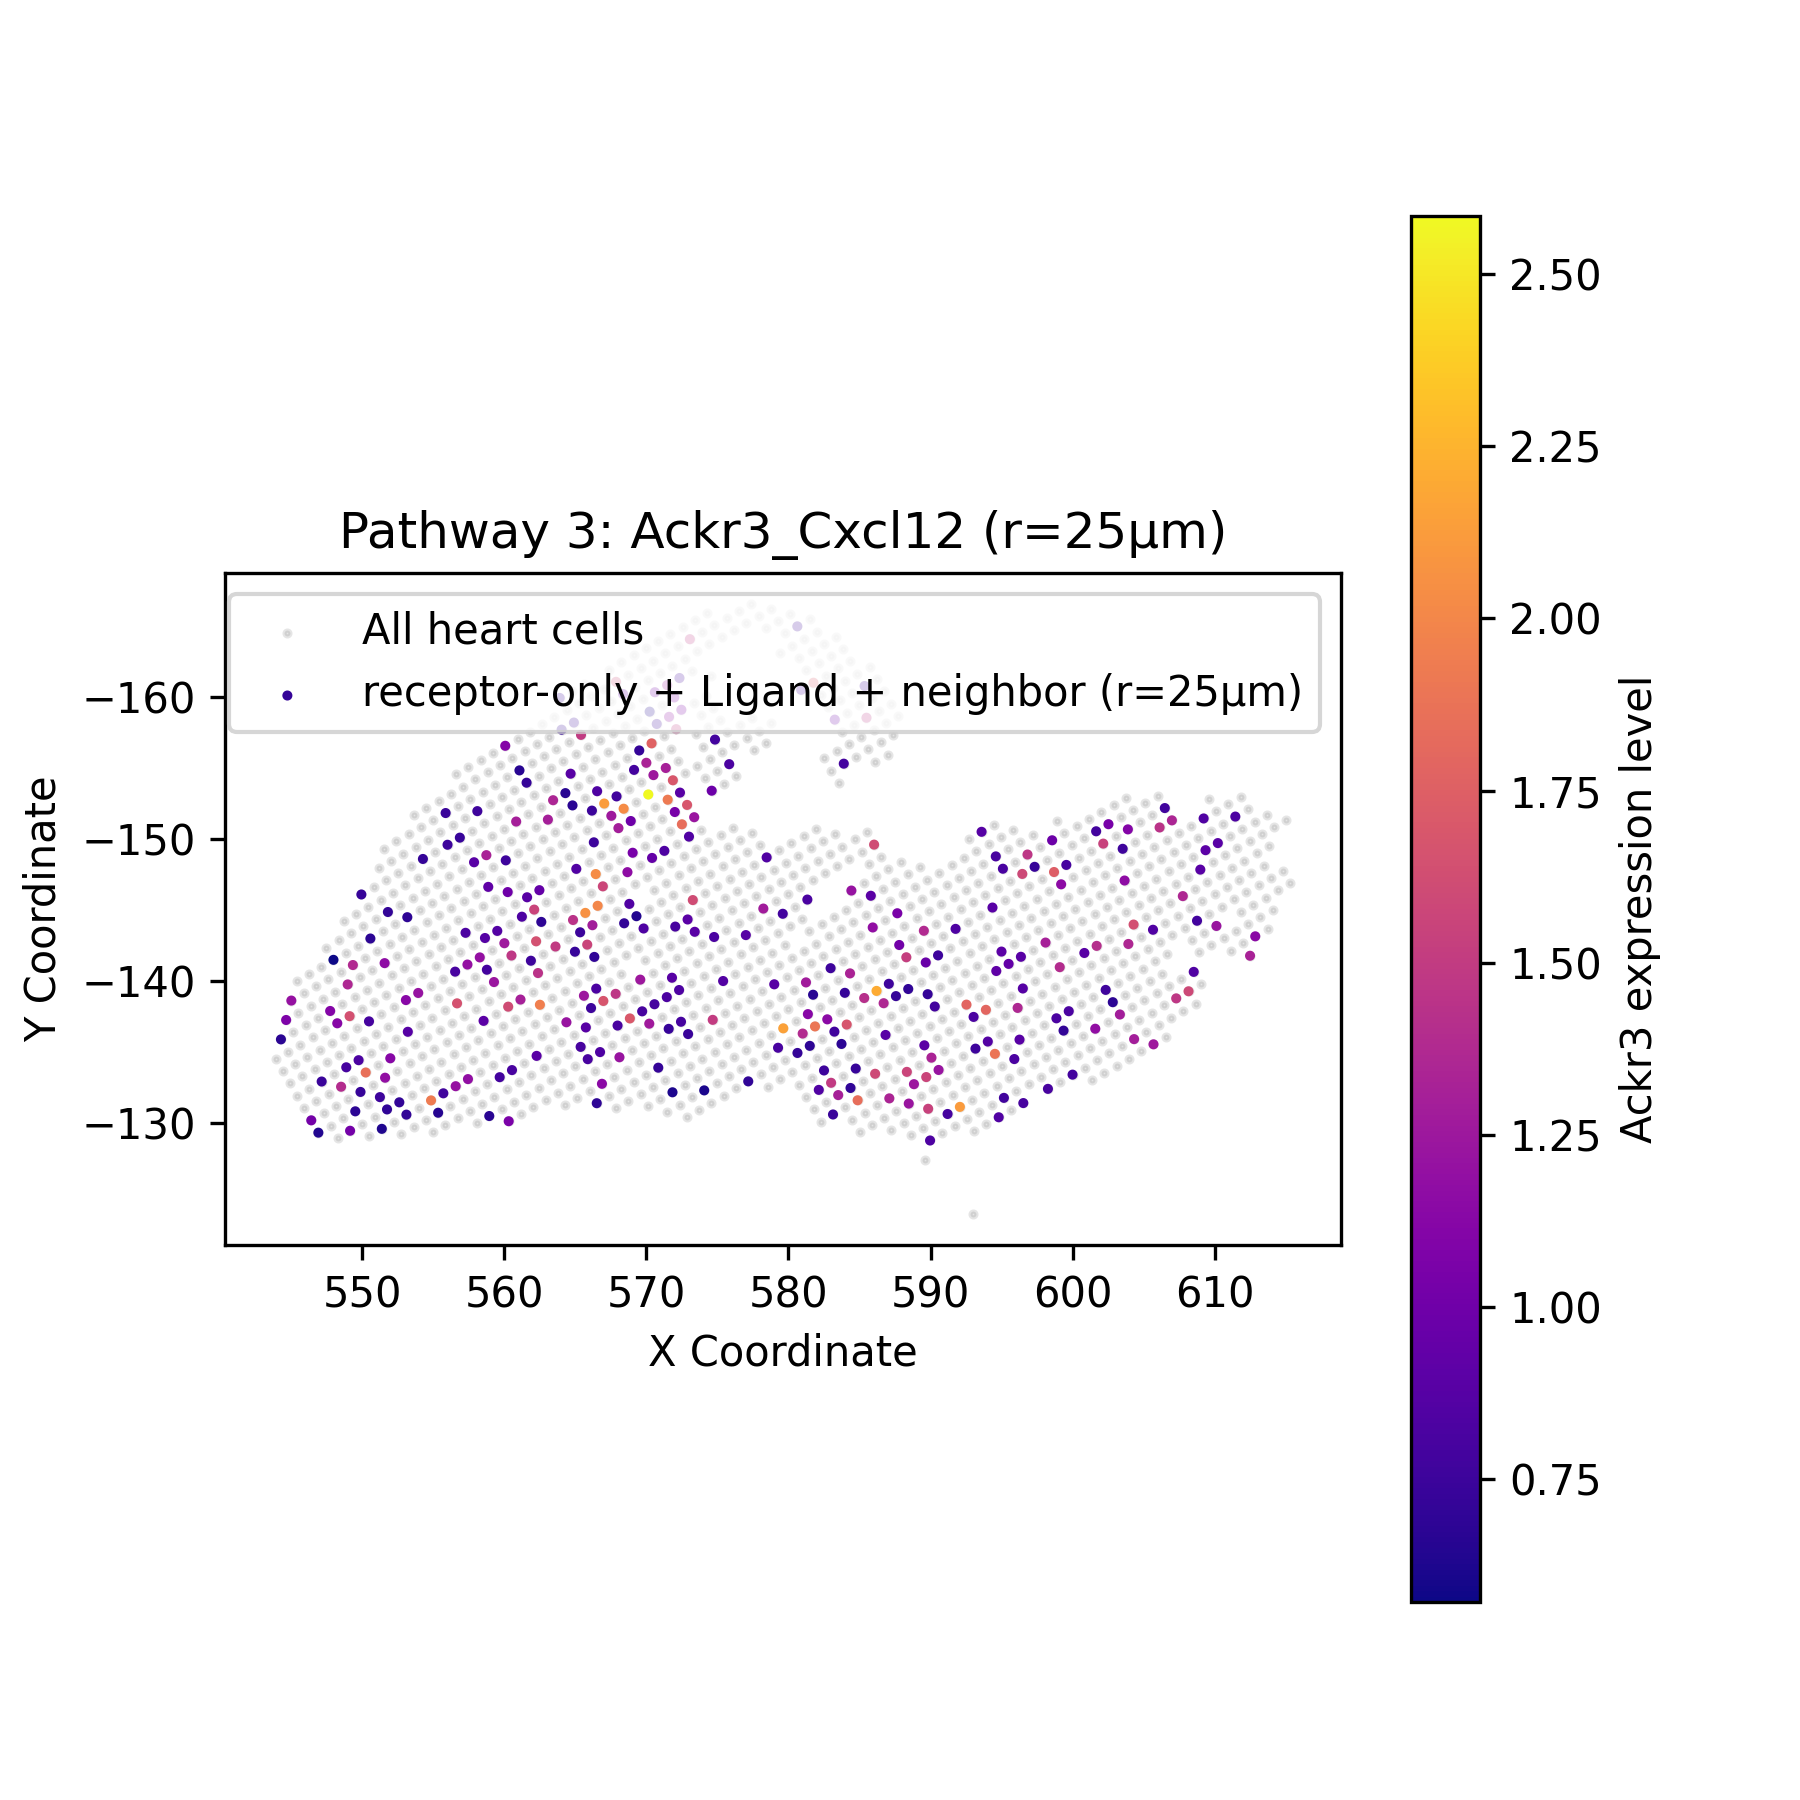 Pathway 3: Ackr3_Cxcl12 (r=25μm)
All heart cells
receptor-only + Ligand + neighbor (r=25μm)
−160
−150
−140
−130
Y Coordinate
550 560 570 580 590 600 610
X Coordinate
2.50
2.25
2.00
1.75
1.50
1.25
1.00
0.75
Ackr3 expression level